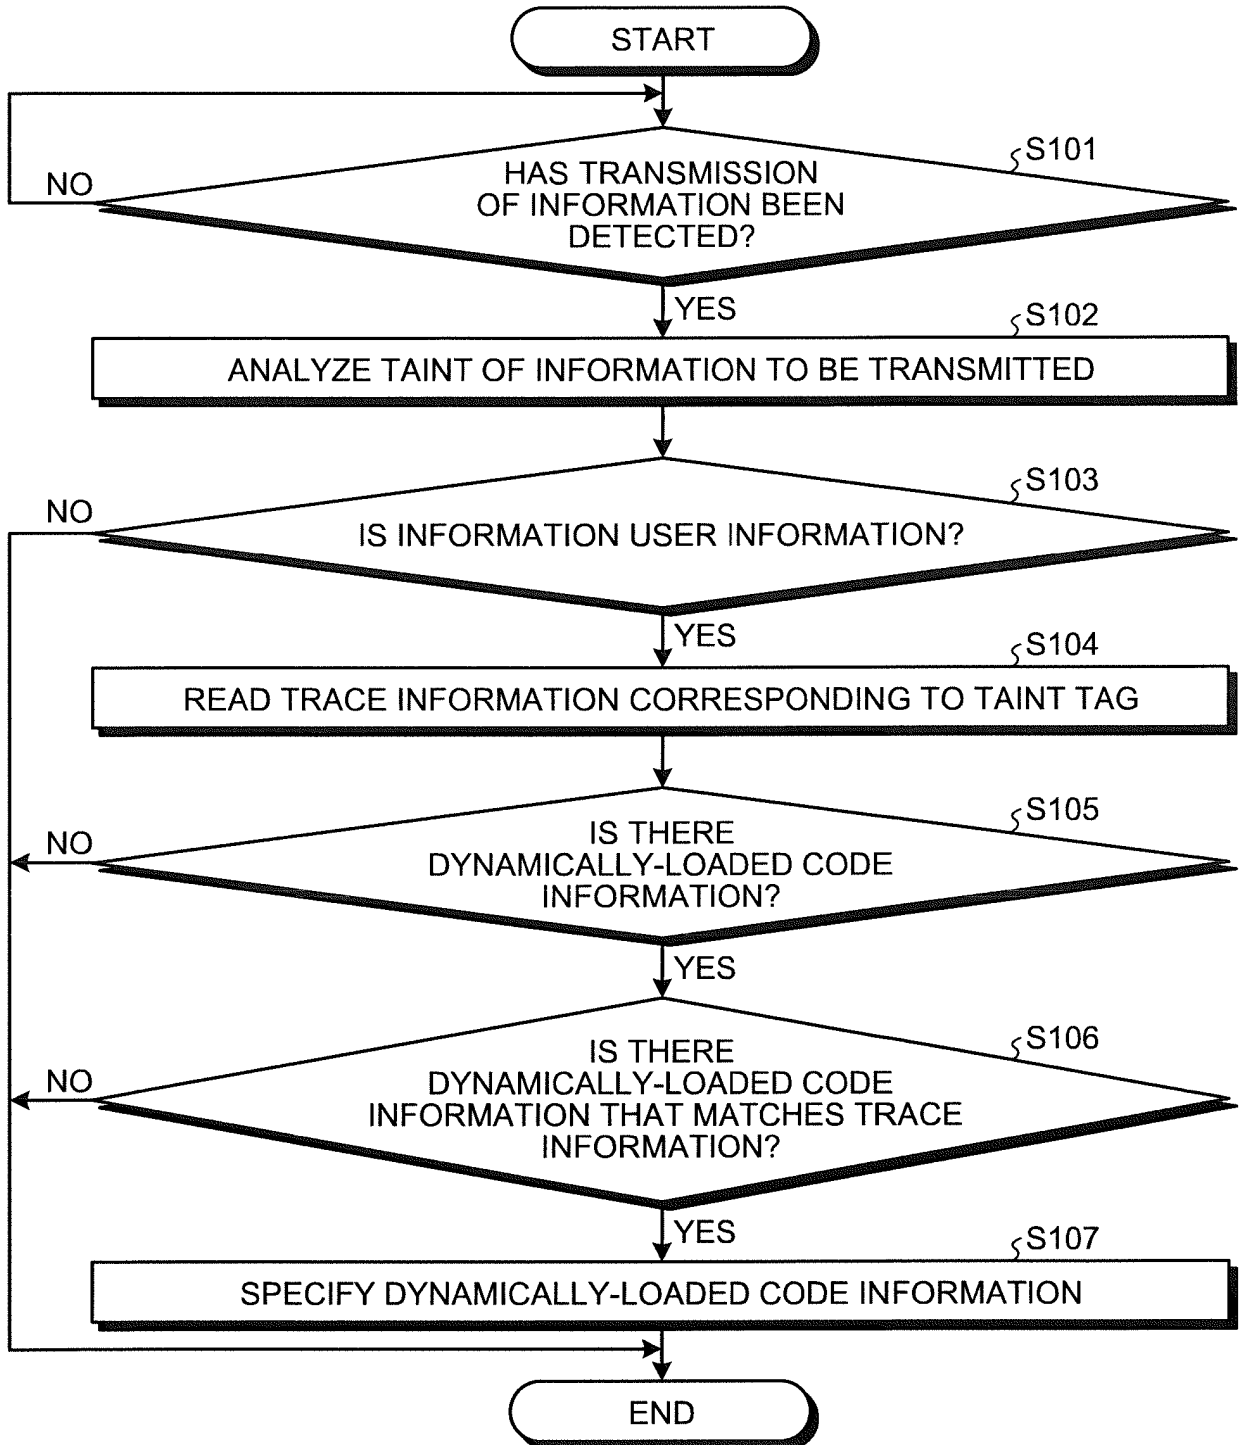 START
S101
HAS TRANSMISSION
OF INFORMATION BEEN
DETECTED?
NO
YES
S102
ANALYZE TAINT OF INFORMATION TO BE TRANSMITTED
S103
NO
IS INFORMATION USER INFORMATION?
YES
S104
READ TRACE INFORMATION CORRESPONDING TO TAINT TAG
S105
IS THERE
DYNAMICALLY-LOADED CODE
INFORMATION?
NO
YES
S106
IS THERE
DYNAMICALLY-LOADED CODE
INFORMATION THAT MATCHES TRACE
INFORMATION?
NO
YES
S107
SPECIFY DYNAMICALLY-LOADED CODE INFORMATION
END